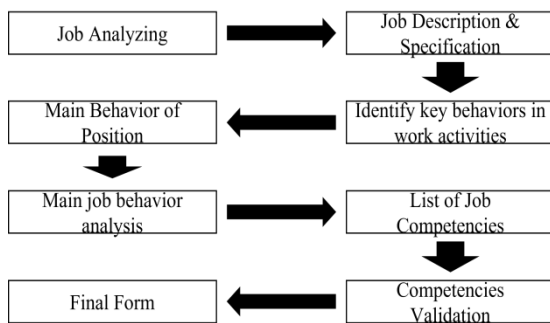 Job Analyzing
Job Description &
Specification
Main Behavior of
Position
Identify key behaviors in
work activities
Main job behavior
analysis
List of Job
Competencies
Final Form
Competencies
Validation